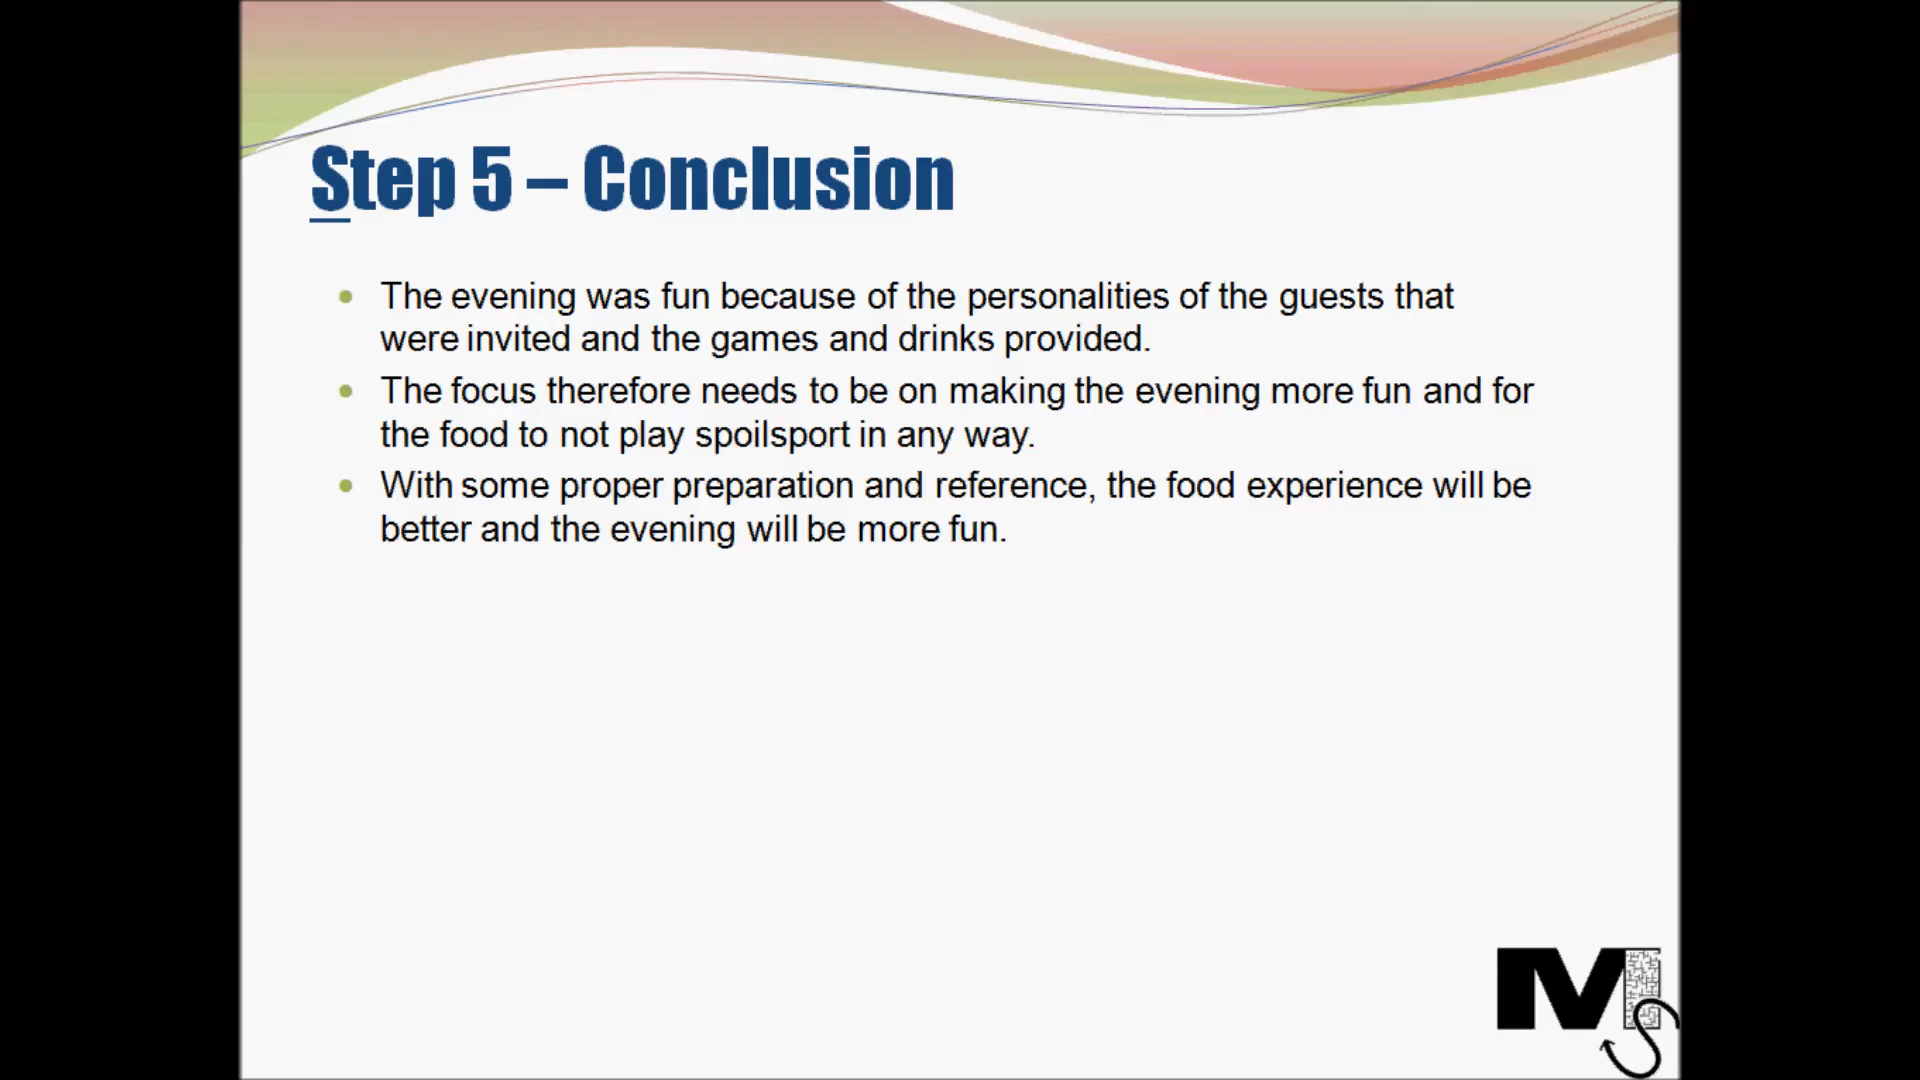 Step 5 – Conclusion
The evening was fun because of the personalities of the guests that
were invited and the games and drinks provided.
The focus therefore needs to be on making the evening more fun and for
the food to not play spoilsport in any way.
With some proper preparation and reference, the food experience will be
better and the evening will be more fun.
MS